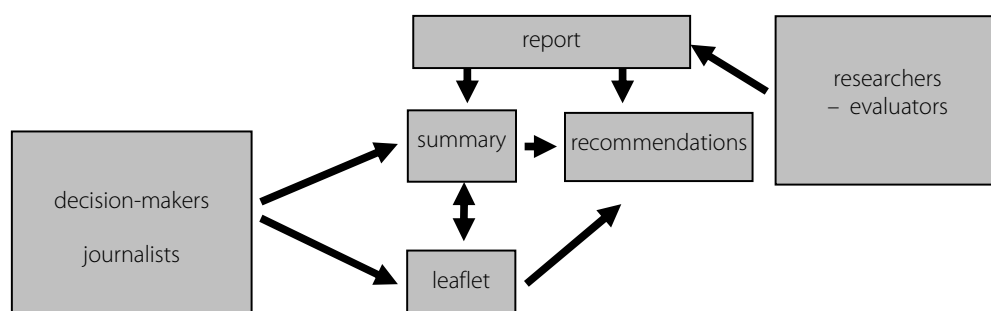 report
researchers
– evaluators
summary
recommendations
decision-makers
journalists
leaflet